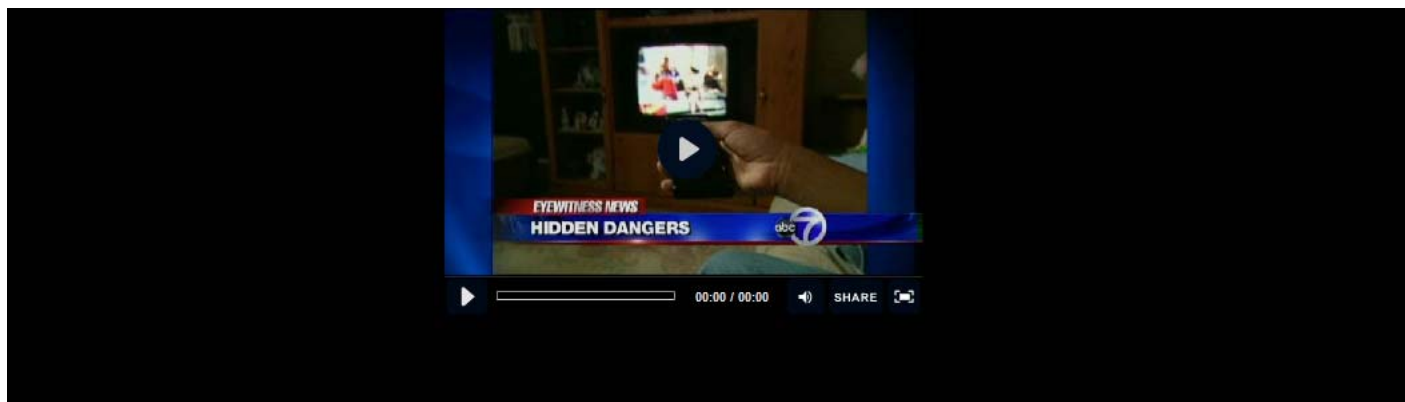 EYEWITNESS NEWS
HIDDEN DANGERS
abc 7
00:00 / 00:00
SHARE